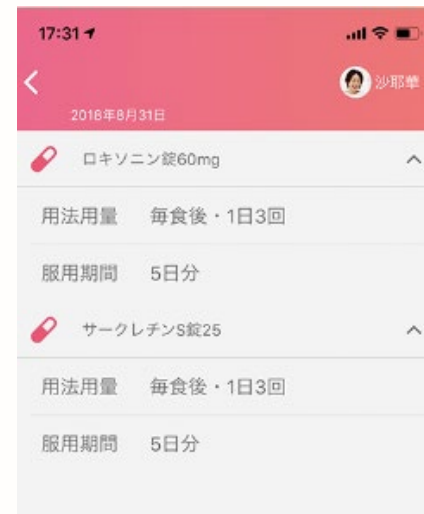 17:31
沙耶華
2018年8月31日
ロキソニン錠60mg
用法用量 毎食後・1日3回
服用期間 5日分
サークレチンS錠25
用法用量 毎食後・1日3回
服用期間 5日分